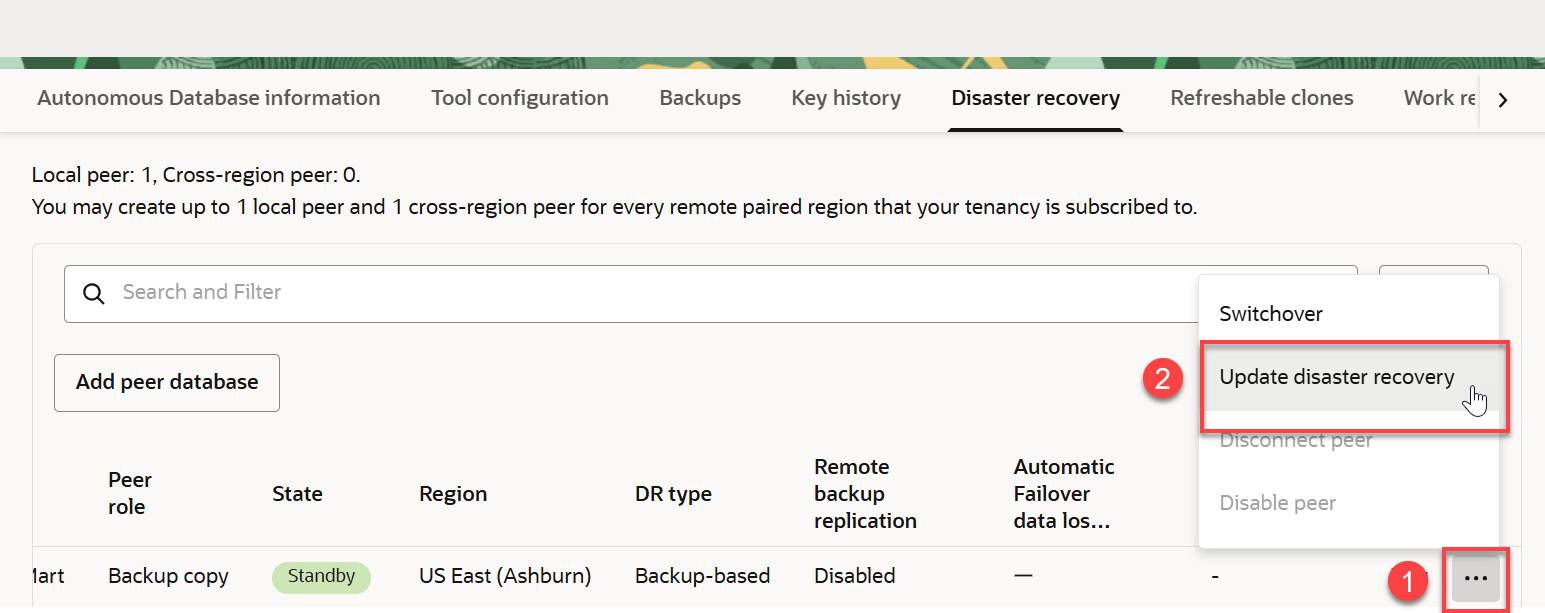 Autonomous Database information Tool configuration Backups Key history Disaster recovery Refreshable clones Work re
Local peer: 1, Cross-region peer: 0.
You may create up to 1 local peer and 1 cross-region peer for every remote paired region that your tenancy is subscribed to.
Search and Filter
Switchover
Add peer database
2
Update disaster recovery
Disconnect peer
Disable peer
Peer
role
State
Region
DR type
Remote
backup
replication
Automatic
Failover
data los...
Backup copy Standby US East (Ashburn) Backup-based Disabled — - 1 ...